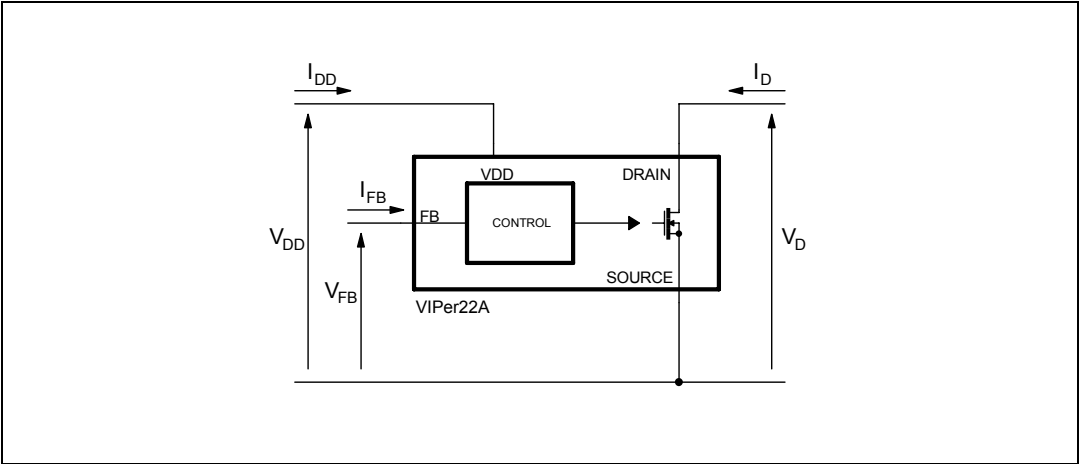 I_DD
I_D
VDD
DRAIN
I_FB
FB
CONTROL
V_DD
V_D
SOURCE
V_FB
VIPer22A